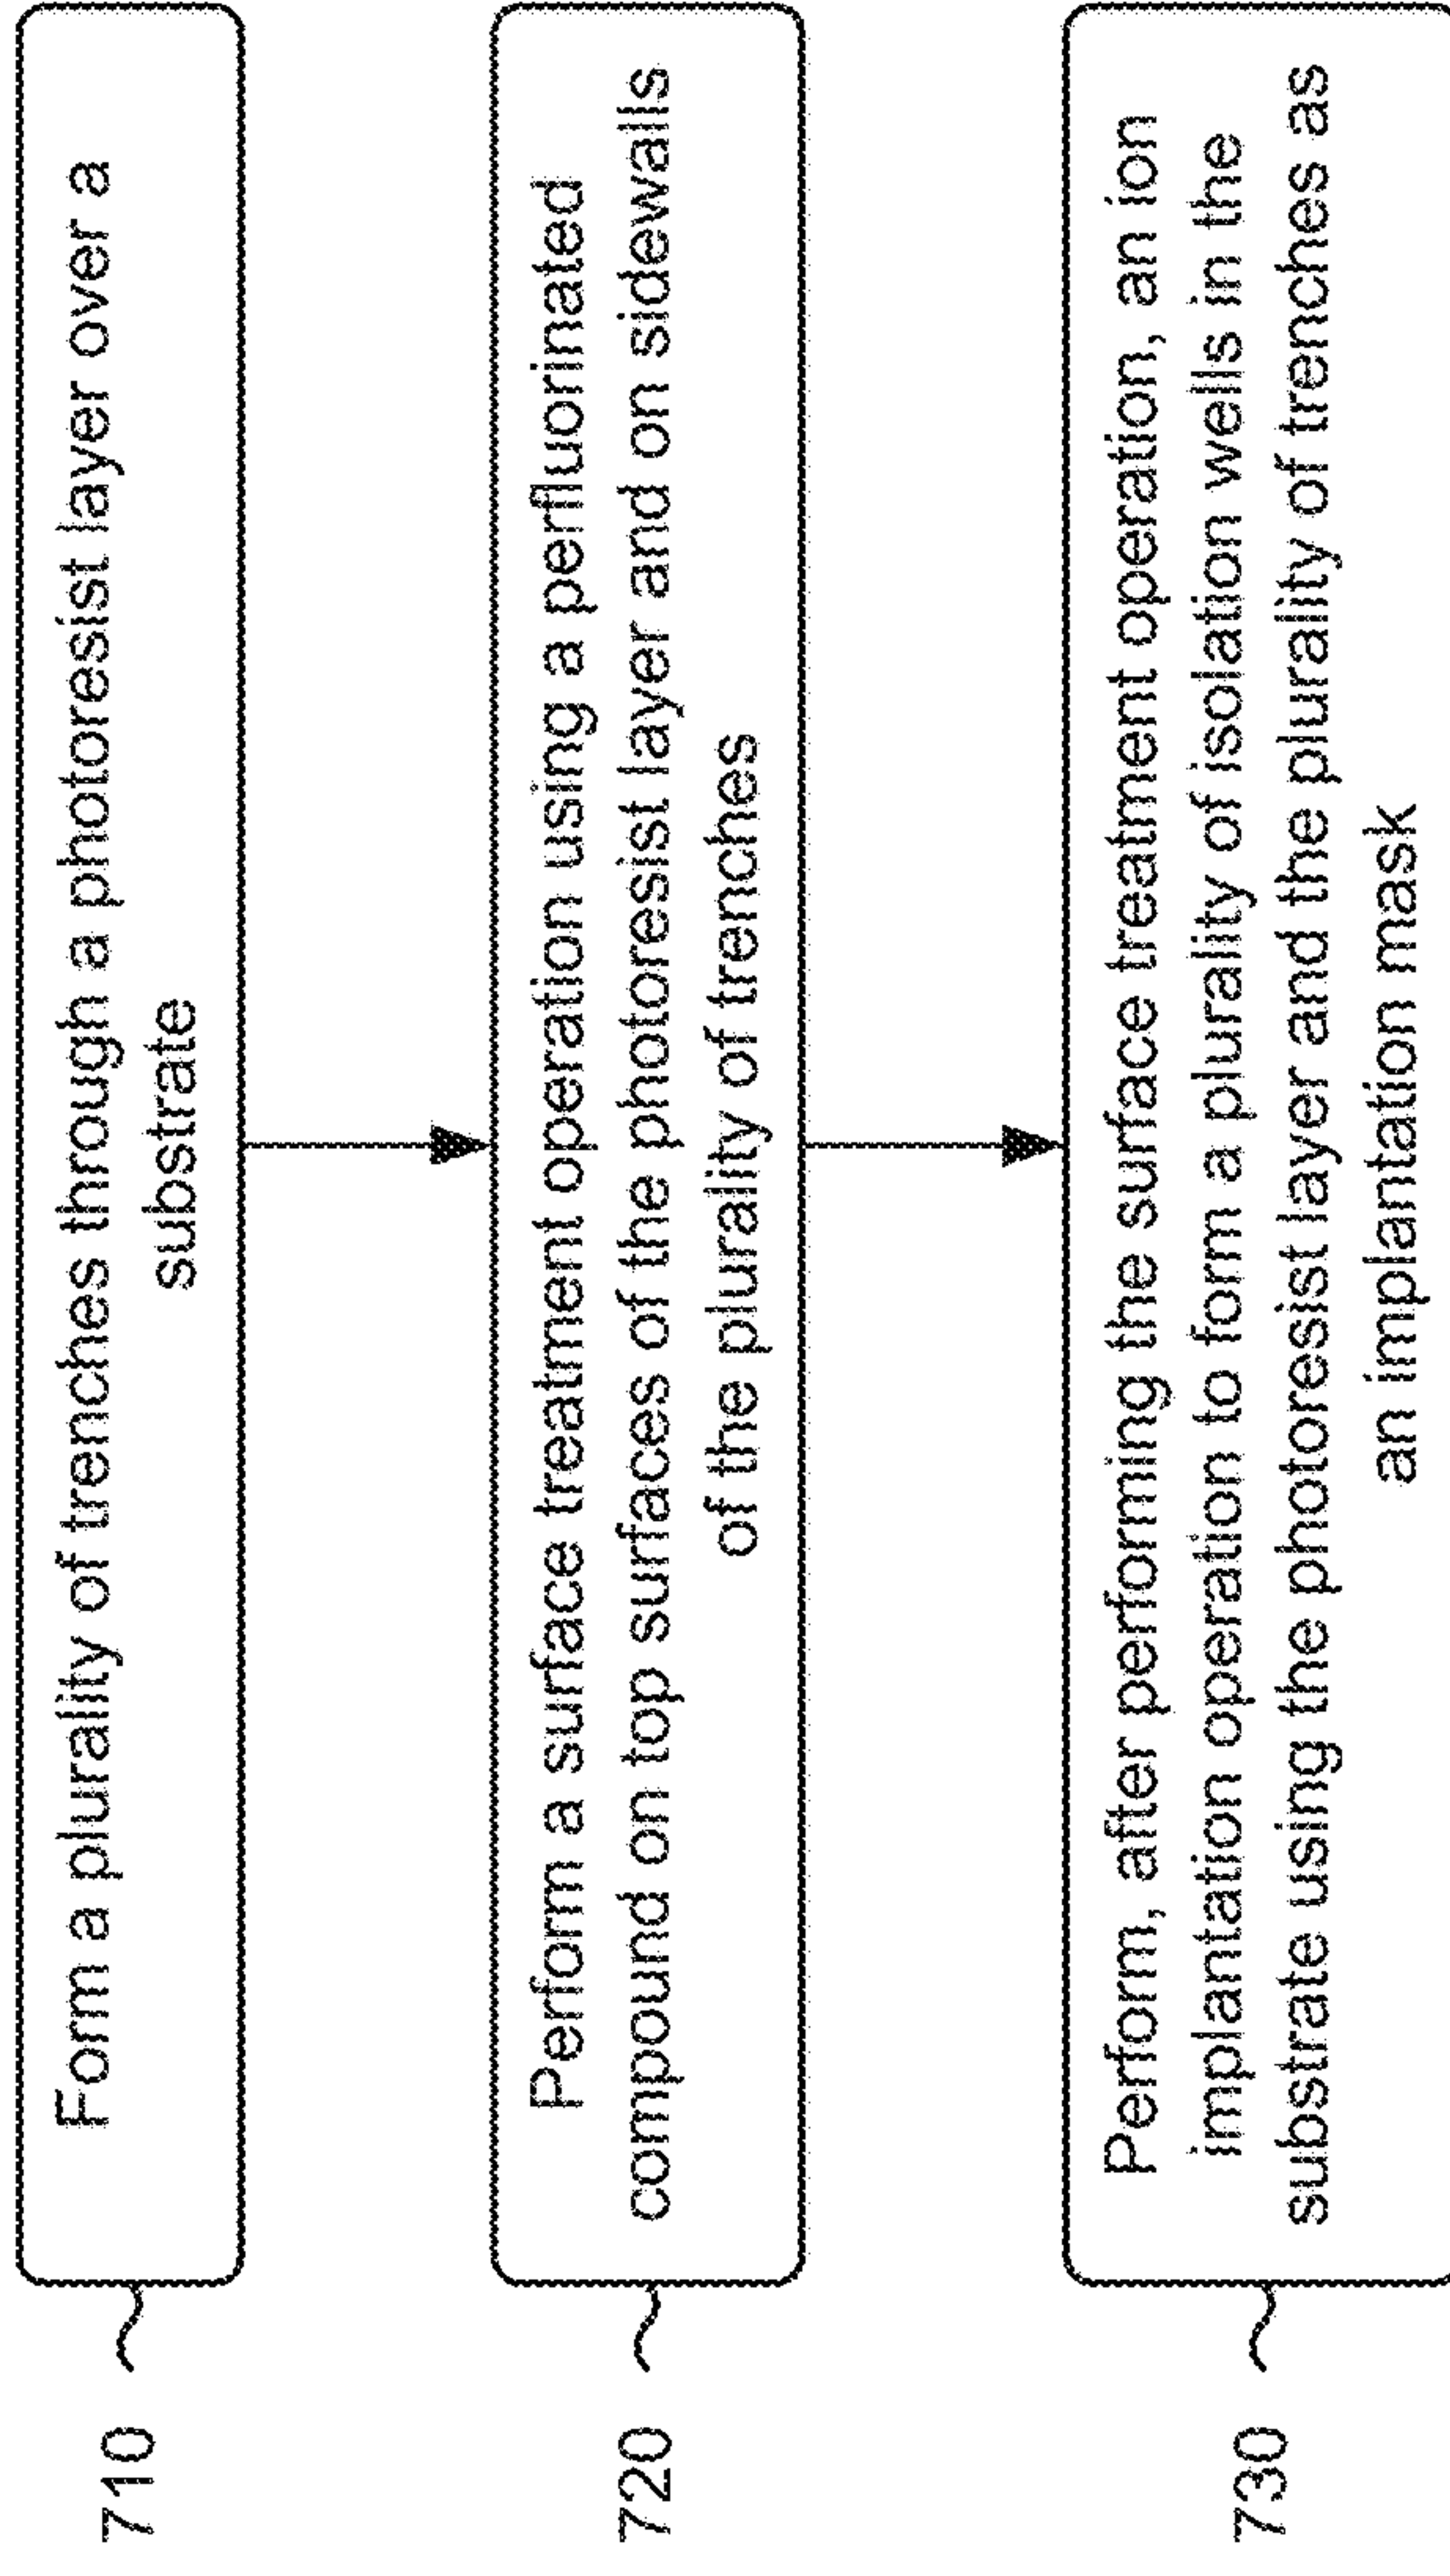 710
Form a plurality of trenches through a photoresist layer over a
substrate
720
Perform a surface treatment operation using a perfluorinated
compound on top surfaces of the photoresist layer and on sidewalls
of the plurality of trenches
730
Perform, after performing the surface treatment operation, an ion
implantation operation to form a plurality of isolation wells in the
substrate using the photoresist layer and the plurality of trenches as
an implantation mask